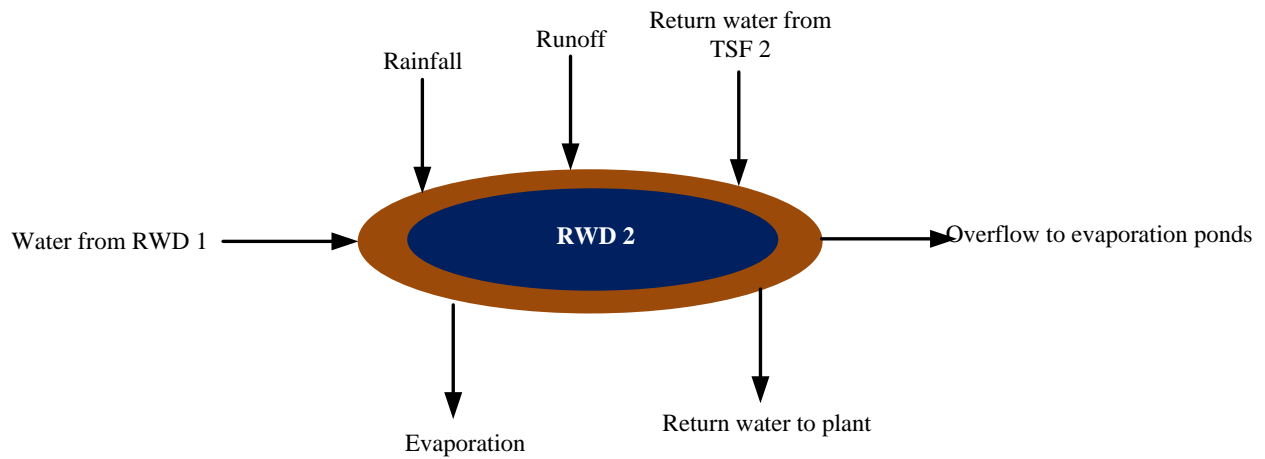 Return water from
TSF 2
Runoff
Rainfall
RWD 2
Water from RWD 1
Overflow to evaporation ponds
Return water to plant
Evaporation